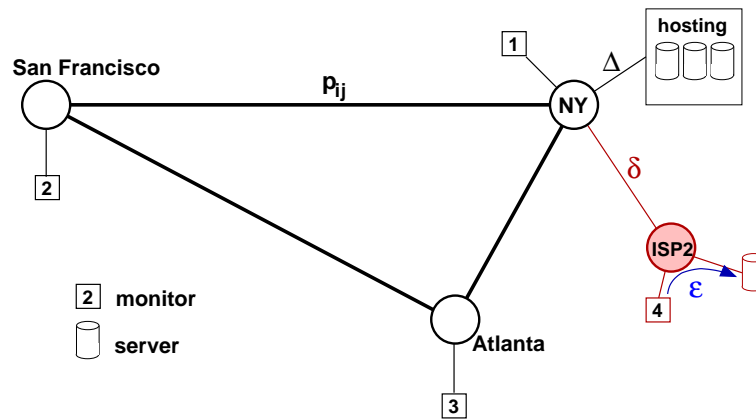 hosting
1
Δ
San Francisco
p_ij
NY
2
δ
ISP2
ε
4
2 monitor
server
Atlanta
3